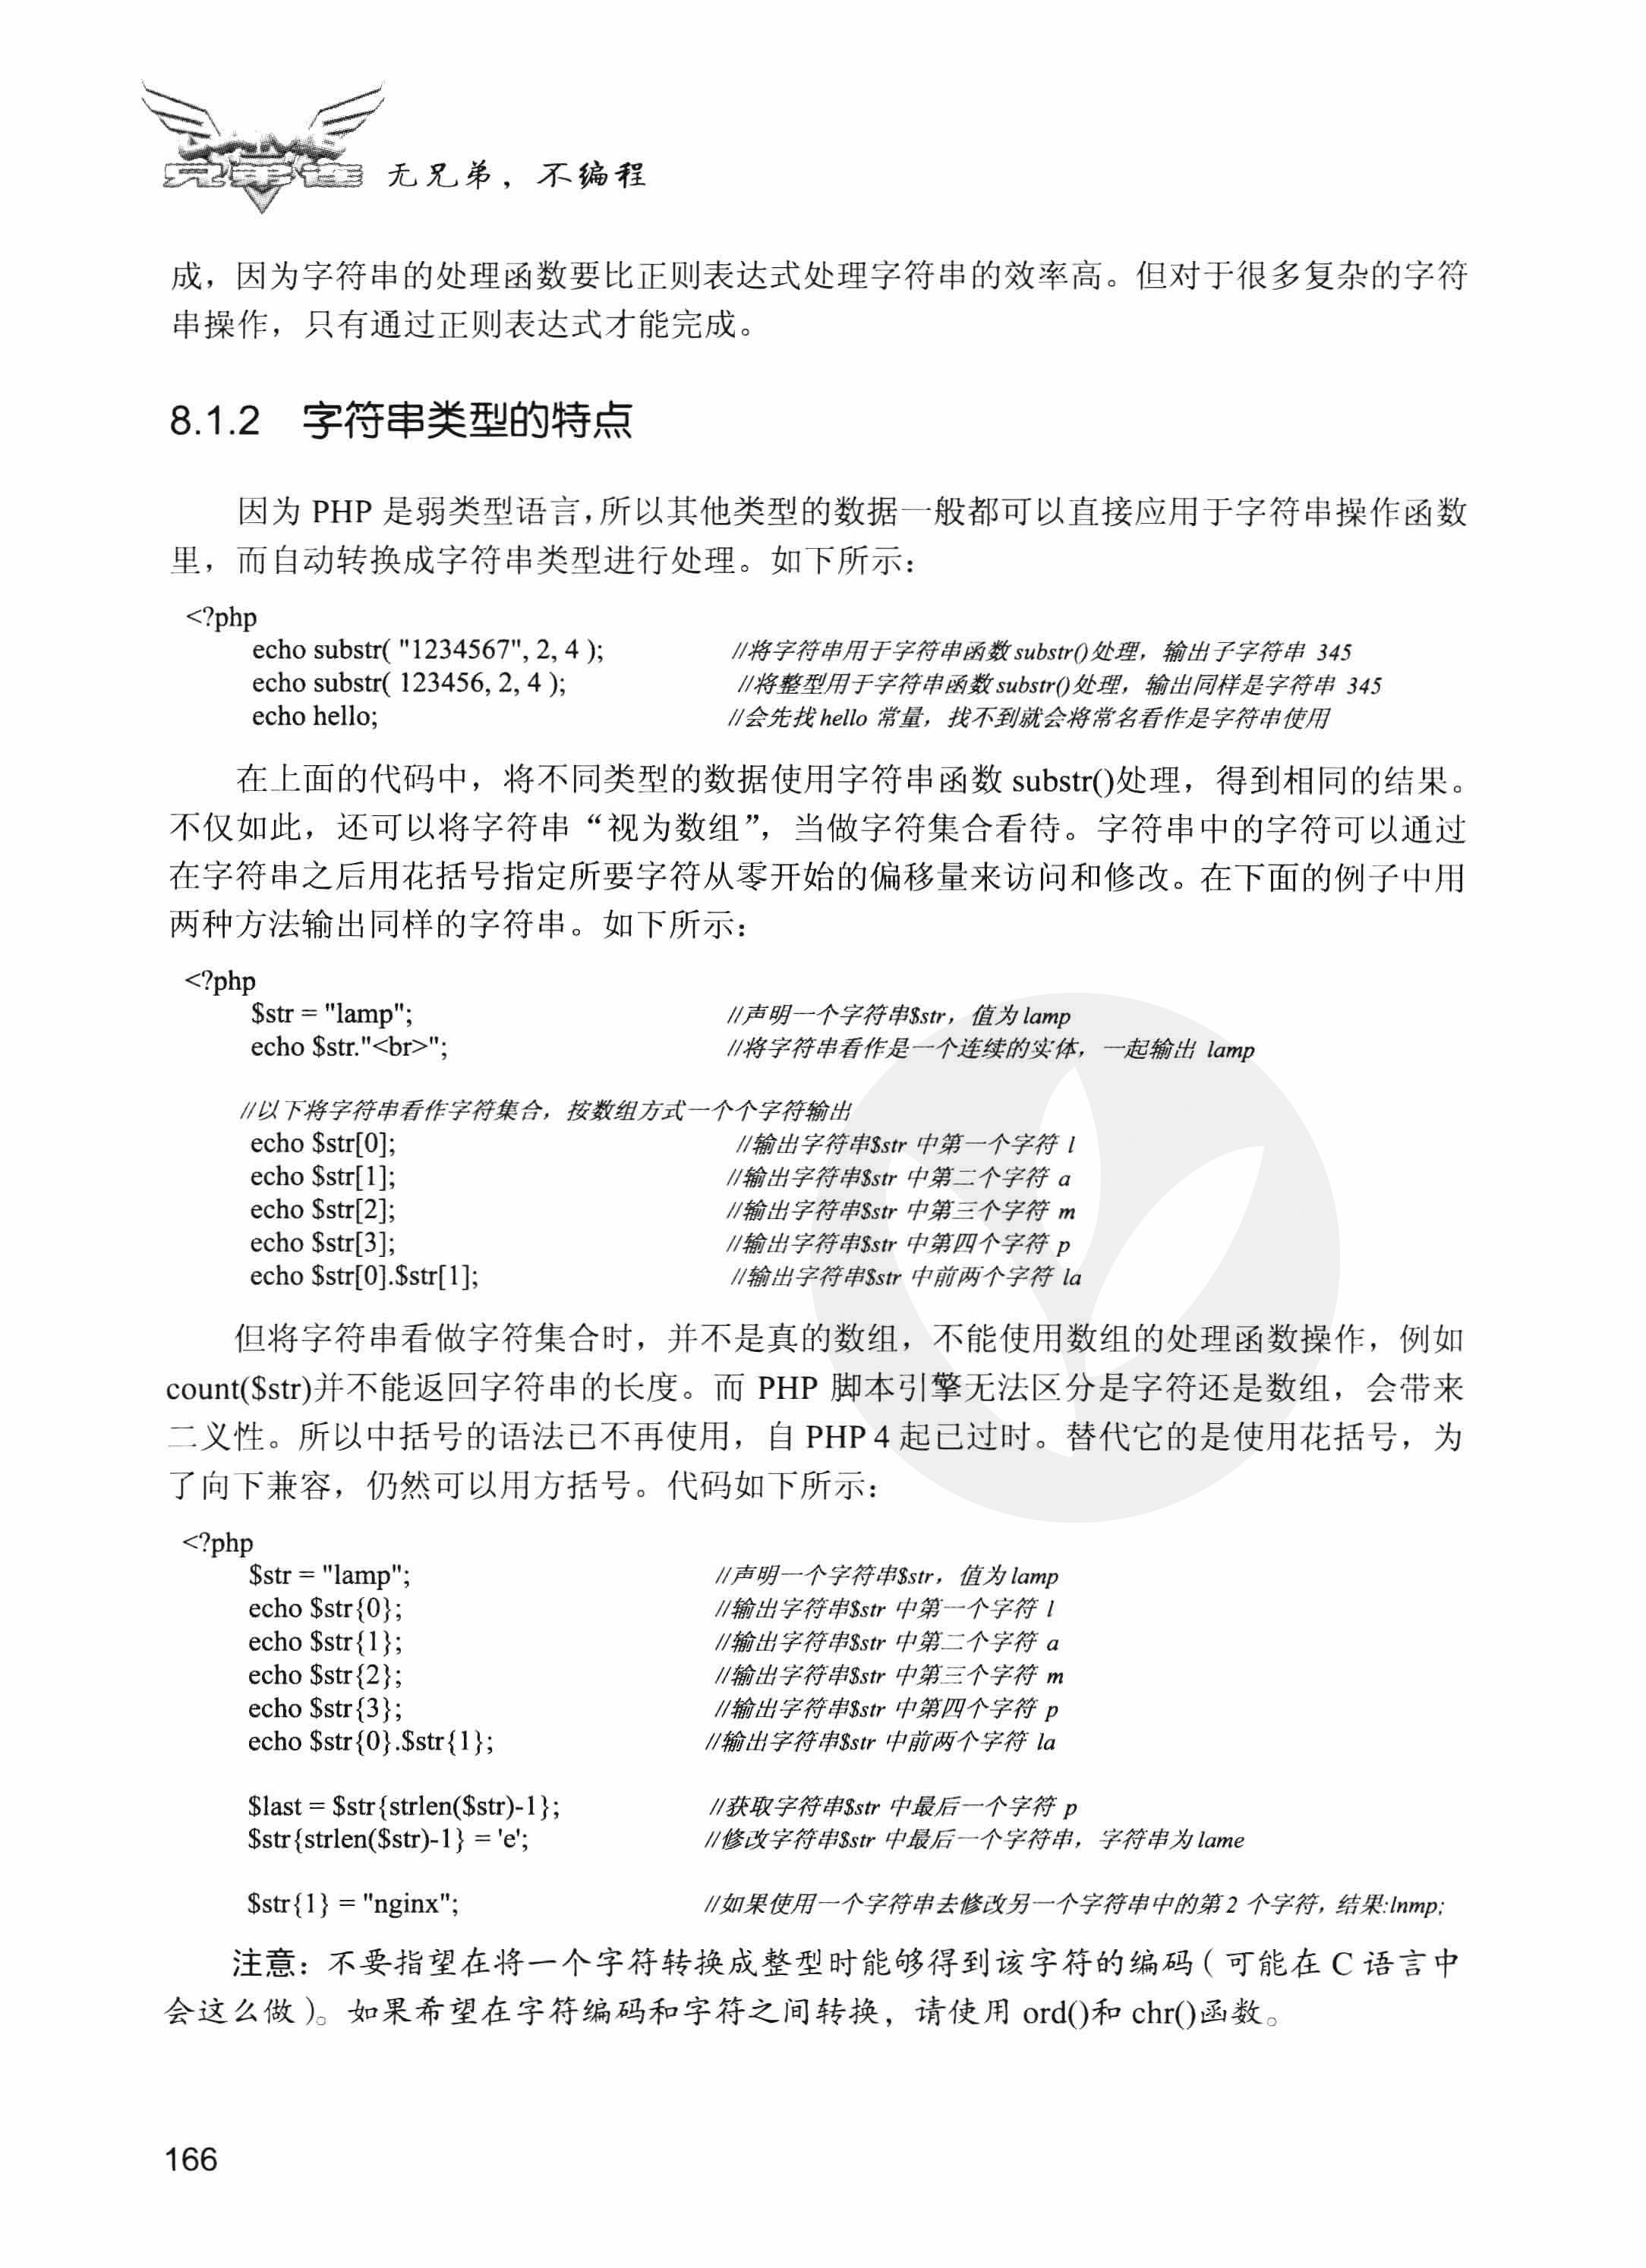 兄弟连 无兄弟，不编程
成，因为字符串的处理函数要比正则表达式处理字符串的效率高。但对于很多复杂的字符
串操作，只有通过正则表达式才能完成。
8.1.2 字符串类型的特点
因为 PHP 是弱类型语言，所以其他类型的数据一般都可以直接应用于字符串操作函数
里，而自动转换成字符串类型进行处理。如下所示：
<?php
echo substr( "1234567", 2, 4 ); //将字符串用于字符串函数 substr()处理，输出子字符串 345
echo substr( 123456, 2, 4 ); //将整型用于字符串函数 substr()处理，输出同样是字符串 345
echo hello; //会先找 hello 常量，找不到就会将常名看作是字符串使用
在上面的代码中，将不同类型的数据使用字符串函数 substr()处理，得到相同的结果。
不仅如此，还可以将字符串“视为数组”，当做字符集合看待。字符串中的字符可以通过
在字符串之后用花括号指定所要字符从零开始的偏移量来访问和修改。在下面的例子中用
两种方法输出同样的字符串。如下所示：
<?php
$str = "lamp"; //声明一个字符串$str，值为 lamp
echo $str."<br>"; //将字符串看作是一个连续的实体，一起输出 lamp
//以下将字符串看作字符集合，按数组方式一个个字符输出
echo $str[0]; //输出字符串$str 中第一个字符 l
echo $str[1]; //输出字符串$str 中第二个字符 a
echo $str[2]; //输出字符串$str 中第三个字符 m
echo $str[3]; //输出字符串$str 中第四个字符 p
echo $str[0].$str[1]; //输出字符串$str 中前两个字符 la
但将字符串看做字符集合时，并不是真的数组，不能使用数组的处理函数操作，例如
count($str)并不能返回字符串的长度。而 PHP 脚本引擎无法区分是字符还是数组，会带来
二义性。所以中括号的语法已不再使用，自 PHP 4 起已过时。替代它的是使用花括号，为
了向下兼容，仍然可以用方括号。代码如下所示：
<?php
$str = "lamp"; //声明一个字符串$str，值为 lamp
echo $str{0}; //输出字符串$str 中第一个字符 l
echo $str{1}; //输出字符串$str 中第二个字符 a
echo $str{2}; //输出字符串$str 中第三个字符 m
echo $str{3}; //输出字符串$str 中第四个字符 p
echo $str{0}.$str{1}; //输出字符串$str 中前两个字符 la
$last = $str{strlen($str)-1}; //获取字符串$str 中最后一个字符 p
$str{strlen($str)-1} = 'e'; //修改字符串$str 中最后一个字符串，字符串为 lame
$str{1} = "nginx"; //如果使用一个字符串去修改另一个字符串中的第 2 个字符，结果:lnmp;
注意：不要指望在将一个字符转换成整型时能够得到该字符的编码（可能在 C 语言中
会这么做）。如果希望在字符编码和字符之间转换，请使用 ord()和 chr()函数。
166